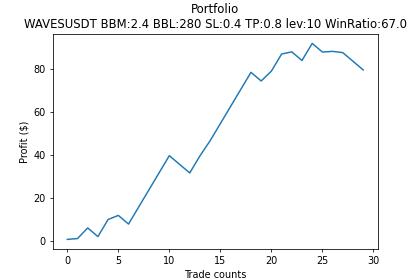 Portfolio
WAVESUSDT BBM:2.4 BBL:280 SL:0.4 TP:0.8 lev:10 WinRatio:67.0
80
60
40
20
0
Profit ($)
0 5 10 15 20 25 30
Trade counts